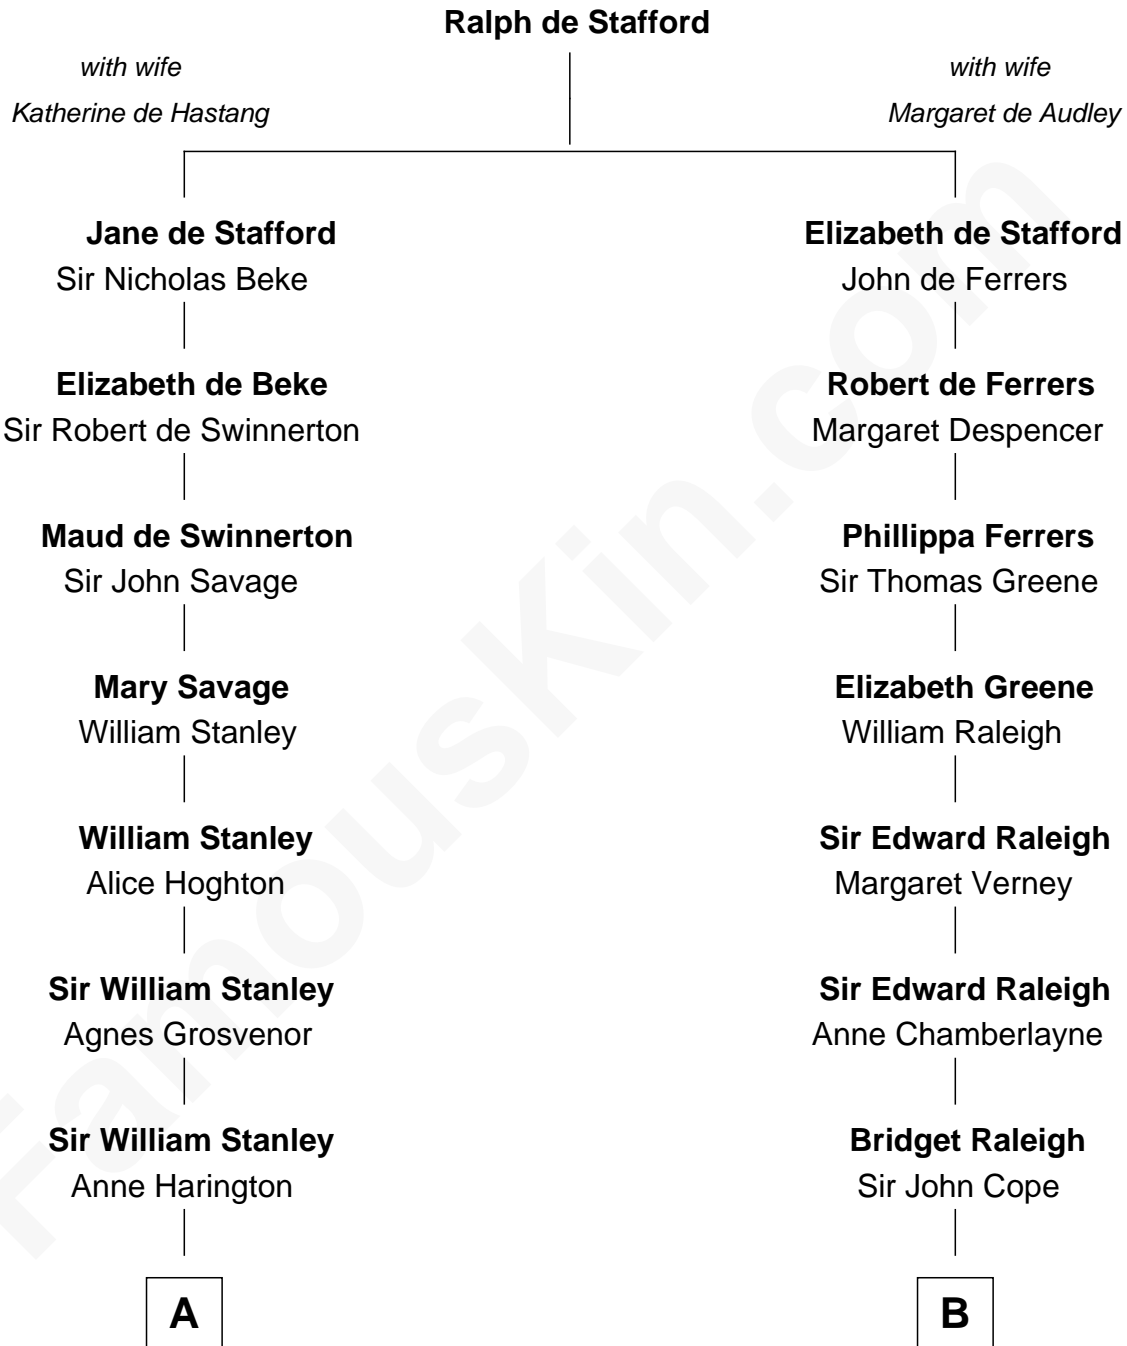 Ralph de Stafford
with wife
Katherine de Hastang
with wife
Margaret de Audley
Jane de Stafford
Sir Nicholas Beke
Elizabeth de Stafford
John de Ferrers
Elizabeth de Beke
Sir Robert de Swinnerton
Robert de Ferrers
Margaret Despencer
Maud de Swinnerton
Sir John Savage
Phillippa Ferrers
Sir Thomas Greene
Mary Savage
William Stanley
Elizabeth Greene
William Raleigh
William Stanley
Alice Hoghton
Sir Edward Raleigh
Margaret Verney
Sir William Stanley
Agnes Grosvenor
Sir Edward Raleigh
Anne Chamberlayne
Sir William Stanley
Anne Harington
Bridget Raleigh
Sir John Cope
A
B
FamousKin.com